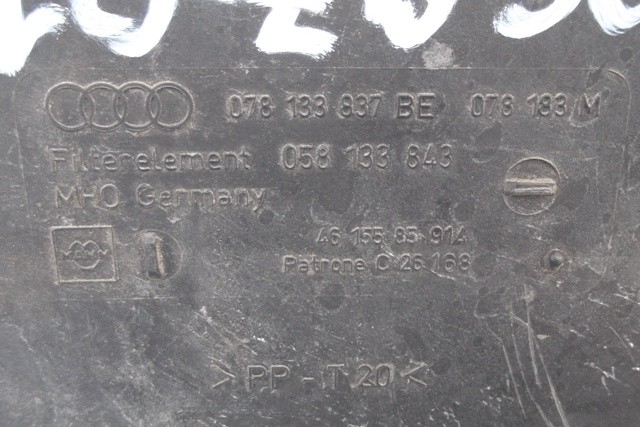 078 133 837 BE 078 183 M
Filterelement 058 133 843
MHO Germany
46 155 85 914
Patrone C 26 168
> PP - T 20 <